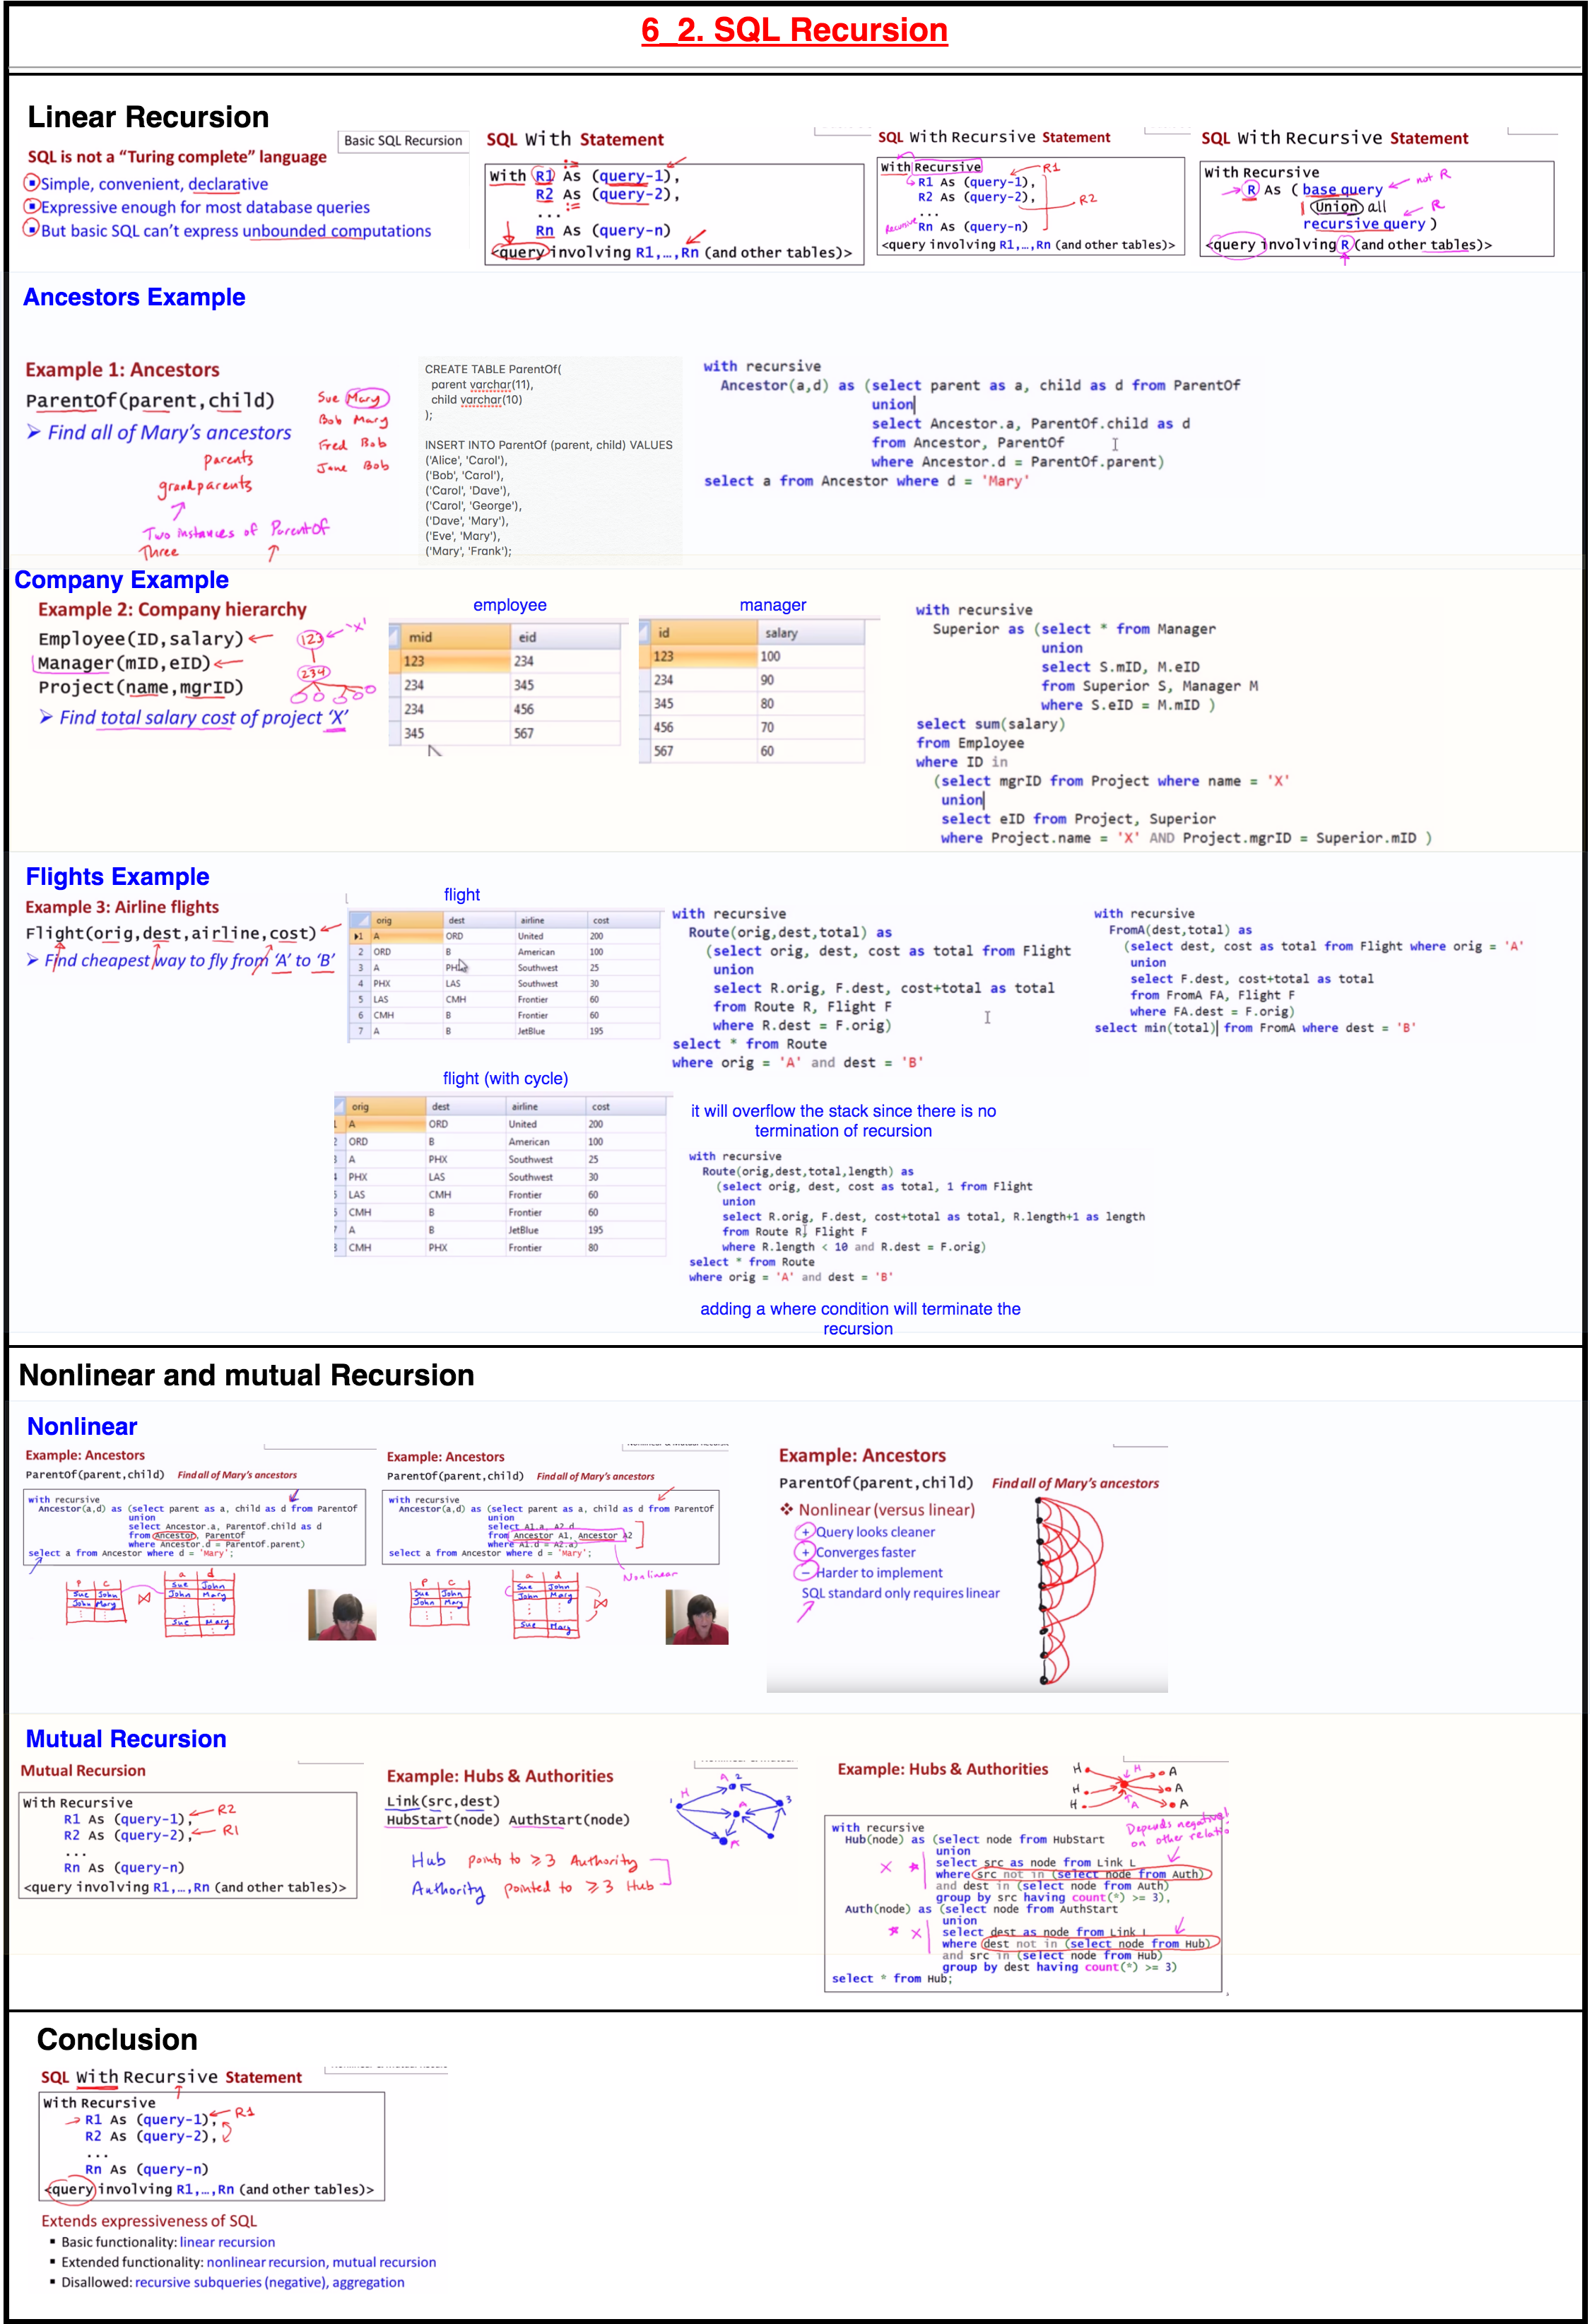 6_2. SQL Recursion
Linear Recursion
Basic SQL Recursion
SQL is not a “Turing complete” language
Simple, convenient, declarative
Expressive enough for most database queries
But basic SQL can’t express unbounded computations
SQL With Statement
With R1 As (query-1),
R2 As (query-2),
...
Rn As (query-n)
<query involving R1,…,Rn (and other tables)>
SQL With Recursive Statement
With Recursive
R1
R1 As (query-1),
R2 As (query-2),
R2
...
Recursive
Rn As (query-n)
<query involving R1,…,Rn (and other tables)>
SQL With Recursive Statement
With Recursive
R As ( base query
not R
Union all
R
recursive query )
<query involving R (and other tables)>
Ancestors Example
Example 1: Ancestors
ParentOf(parent,child)
➢ Find all of Mary’s ancestors
Sue Mary
Bob Mary
Fred Bob
Jane Bob
parents
grandparents
Two instances of ParentOf
Three
CREATE TABLE ParentOf(
parent varchar(11),
child varchar(10)
);
INSERT INTO ParentOf (parent, child) VALUES
('Alice', 'Carol'),
('Bob', 'Carol'),
('Carol', 'Dave'),
('Carol', 'George'),
('Dave', 'Mary'),
('Eve', 'Mary'),
('Mary', 'Frank');
with recursive
Ancestor(a,d) as (select parent as a, child as d from ParentOf
union
select Ancestor.a, ParentOf.child as d
from Ancestor, ParentOf
where Ancestor.d = ParentOf.parent)
select a from Ancestor where d = 'Mary'
Company Example
Example 2: Company hierarchy
Employee(ID,salary)
Manager(mID,eID)
Project(name,mgrID)
➢ Find total salary cost of project ‘X’
123
'X'
234
employee
mid eid
123 234
234 345
234 456
345 567
manager
id salary
123 100
234 90
345 80
456 70
567 60
with recursive
Superior as (select * from Manager
union
select S.mID, M.eID
from Superior S, Manager M
where S.eID = M.mID )
select sum(salary)
from Employee
where ID in
(select mgrID from Project where name = 'X'
union
select eID from Project, Superior
where Project.name = 'X' AND Project.mgrID = Superior.mID )
Flights Example
Example 3: Airline flights
Flight(orig,dest,airline,cost)
➢ Find cheapest way to fly from ‘A’ to ‘B’
flight
orig dest airline cost
1 A ORD United 200
2 ORD B American 100
3 A PHX Southwest 25
4 PHX LAS Southwest 30
5 LAS CMH Frontier 60
6 CMH B Frontier 60
7 A B JetBlue 195
with recursive
Route(orig,dest,total) as
(select orig, dest, cost as total from Flight
union
select R.orig, F.dest, cost+total as total
from Route R, Flight F
where R.dest = F.orig)
select * from Route
where orig = 'A' and dest = 'B'
with recursive
FromA(dest,total) as
(select dest, cost as total from Flight where orig = 'A'
union
select F.dest, cost+total as total
from FromA FA, Flight F
where FA.dest = F.orig)
select min(total) from FromA where dest = 'B'
flight (with cycle)
orig dest airline cost
1 A ORD United 200
2 ORD B American 100
3 A PHX Southwest 25
4 PHX LAS Southwest 30
5 LAS CMH Frontier 60
6 CMH B Frontier 60
7 A B JetBlue 195
8 CMH PHX Frontier 80
it will overflow the stack since there is no
termination of recursion
with recursive
Route(orig,dest,total,length) as
(select orig, dest, cost as total, 1 from Flight
union
select R.orig, F.dest, cost+total as total, R.length+1 as length
from Route R, Flight F
where R.length < 10 and R.dest = F.orig)
select * from Route
where orig = 'A' and dest = 'B'
adding a where condition will terminate the
recursion
Nonlinear and mutual Recursion
Nonlinear
Example: Ancestors
ParentOf(parent,child) Find all of Mary’s ancestors
with recursive
Ancestor(a,d) as (select parent as a, child as d from ParentOf
union
select Ancestor.a, ParentOf.child as d
from Ancestor, ParentOf
where Ancestor.d = ParentOf.parent)
select a from Ancestor where d = 'Mary';
P C
Sue John
John Mary
a d
Sue John
John Mary
Sue Mary
Example: Ancestors
ParentOf(parent,child) Find all of Mary’s ancestors
with recursive
Ancestor(a,d) as (select parent as a, child as d from ParentOf
union
select A1.a, A2.d
from Ancestor A1, Ancestor A2
where A1.d = A2.a)
select a from Ancestor where d = 'Mary';
Nonlinear
P C
Sue John
John Mary
a d
Sue John
John Mary
Sue Mary
Example: Ancestors
ParentOf(parent,child) Find all of Mary’s ancestors
❖ Nonlinear (versus linear)
+ Query looks cleaner
+ Converges faster
− Harder to implement
SQL standard only requires linear
Mutual Recursion
Mutual Recursion
With Recursive
R1 As (query-1),
R2
R2 As (query-2),
R1
...
Rn As (query-n)
<query involving R1,…,Rn (and other tables)>
Example: Hubs & Authorities
Link(src,dest)
HubStart(node) AuthStart(node)
Hub points to ≥ 3 Authority
Authority pointed to ≥ 3 Hub
1 H A 2
A 3
A
Example: Hubs & Authorities
H H A
H A
H A A
with recursive
Depends negatively
on other relatio
Hub(node) as (select node from HubStart
union
select src as node from Link L
where src not in (select node from Auth)
and dest in (select node from Auth)
group by src having count(*) >= 3),
Auth(node) as (select node from AuthStart
union
select dest as node from Link L
where dest not in (select node from Hub)
and src in (select node from Hub)
group by dest having count(*) >= 3)
select * from Hub;
Conclusion
SQL With Recursive Statement
With Recursive
R1 As (query-1),
R1
R2 As (query-2),
...
Rn As (query-n)
<query involving R1,…,Rn (and other tables)>
Extends expressiveness of SQL
▪ Basic functionality: linear recursion
▪ Extended functionality: nonlinear recursion, mutual recursion
▪ Disallowed: recursive subqueries (negative), aggregation